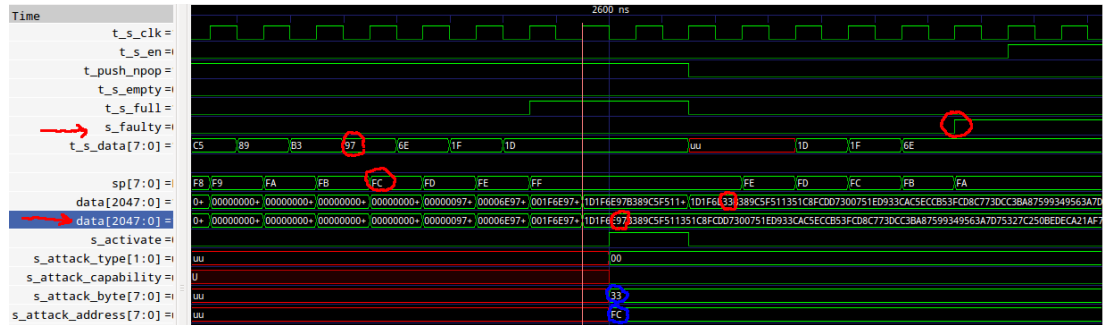 Time
2600 ns
t_s_clk =
t_s_en =
t_push_npop =
t_s_empty =
t_s_full =
s_faulty =
t_s_data[7:0] = C5 89 B3 97 6E 1F 1D uu 1D 1F 6E
sp[7:0] = F8 F9 FA FB FC FD FE FF FE FD FC FB FA
data[2047:0] = 0+ 00000000+ 00000000+ 00000000+ 00000000+ 00000097+ 00006E97+ 001F6E97+ 1D1F6E97B389C5F511+ 1D1F6E33B389C5F511351C8FCDD7300751ED933CAC5ECCB53FCD8C773DCC3BA87599349563A7D
data[2047:0] = 0+ 00000000+ 00000000+ 00000000+ 00000000+ 00000097+ 00006E97+ 001F6E97+ 1D1F6E97B389C5F511351C8FCDD7300751ED933CAC5ECCB53FCD8C773DCC3BA87599349563A7D75327C250BEDECA21AF7
s_activate =
s_attack_type[1:0] = uu 00
s_attack_capability = U
s_attack_byte[7:0] = uu 33
s_attack_address[7:0] = uu FC